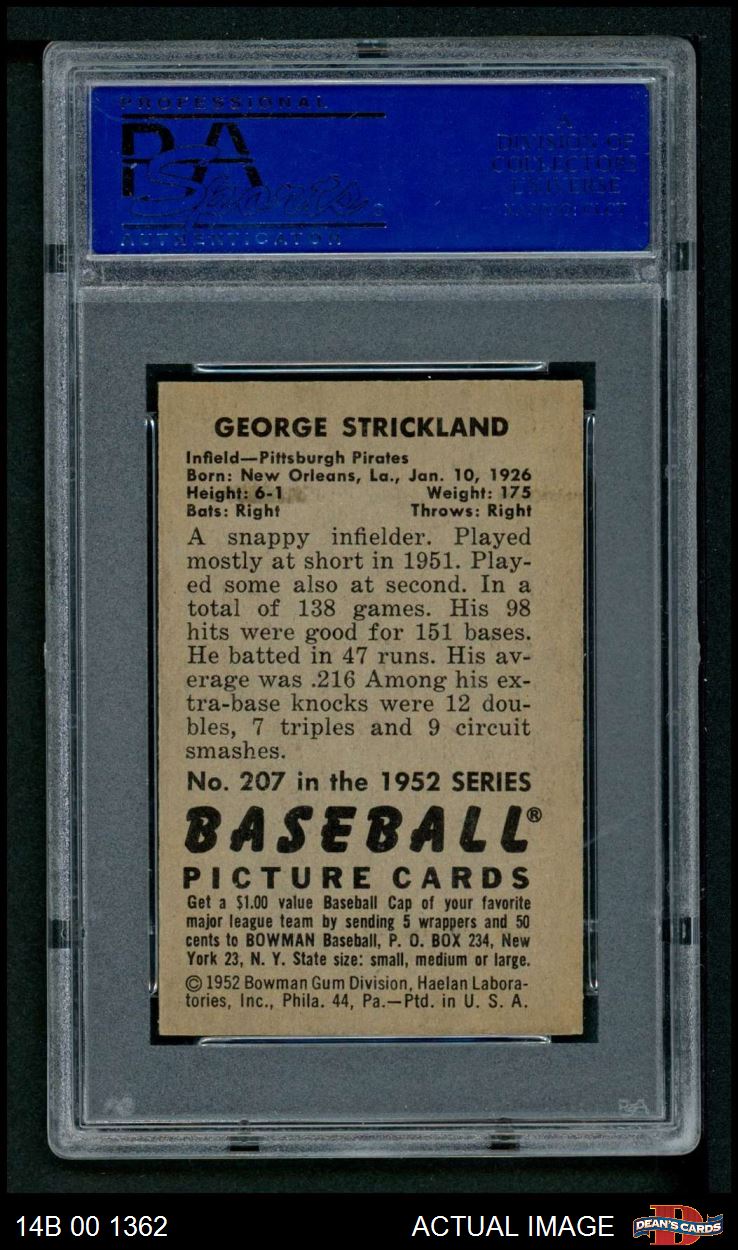 PROFESSIONAL
PSA
Sports
AUTHENTICATOR
A
DIVISION OF
COLLECTORS
UNIVERSE
GEORGE STRICKLAND
Infield—Pittsburgh Pirates
Born: New Orleans, La., Jan. 10, 1926
Height: 6-1 Weight: 175
Bats: Right Throws: Right
A snappy infielder. Played
mostly at short in 1951. Play-
ed some also at second. In a
total of 138 games. His 98
hits were good for 151 bases.
He batted in 47 runs. His av-
erage was .216 Among his ex-
tra-base knocks were 12 dou-
bles, 7 triples and 9 circuit
smashes.
No. 207 in the 1952 SERIES
BASEBALL®
PICTURE CARDS
Get a $1.00 value Baseball Cap of your favorite
major league team by sending 5 wrappers and 50
cents to BOWMAN Baseball, P. O. BOX 234, New
York 23, N. Y. State size: small, medium or large.
© 1952 Bowman Gum Division, Haelan Labora-
tories, Inc., Phila. 44, Pa.—Ptd. in U. S. A.
PSA
14B 00 1362 ACTUAL IMAGE DEAN'S CARDS